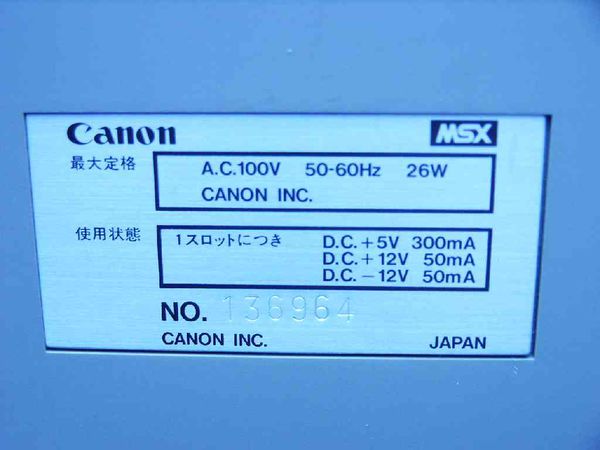 Canon MSX
最大定格 A.C.100V 50-60Hz 26W
CANON INC.
使用状態 1スロットにつき D.C.+5V 300mA
D.C.+12V 50mA
D.C.-12V 50mA
NO. 136964
CANON INC. JAPAN